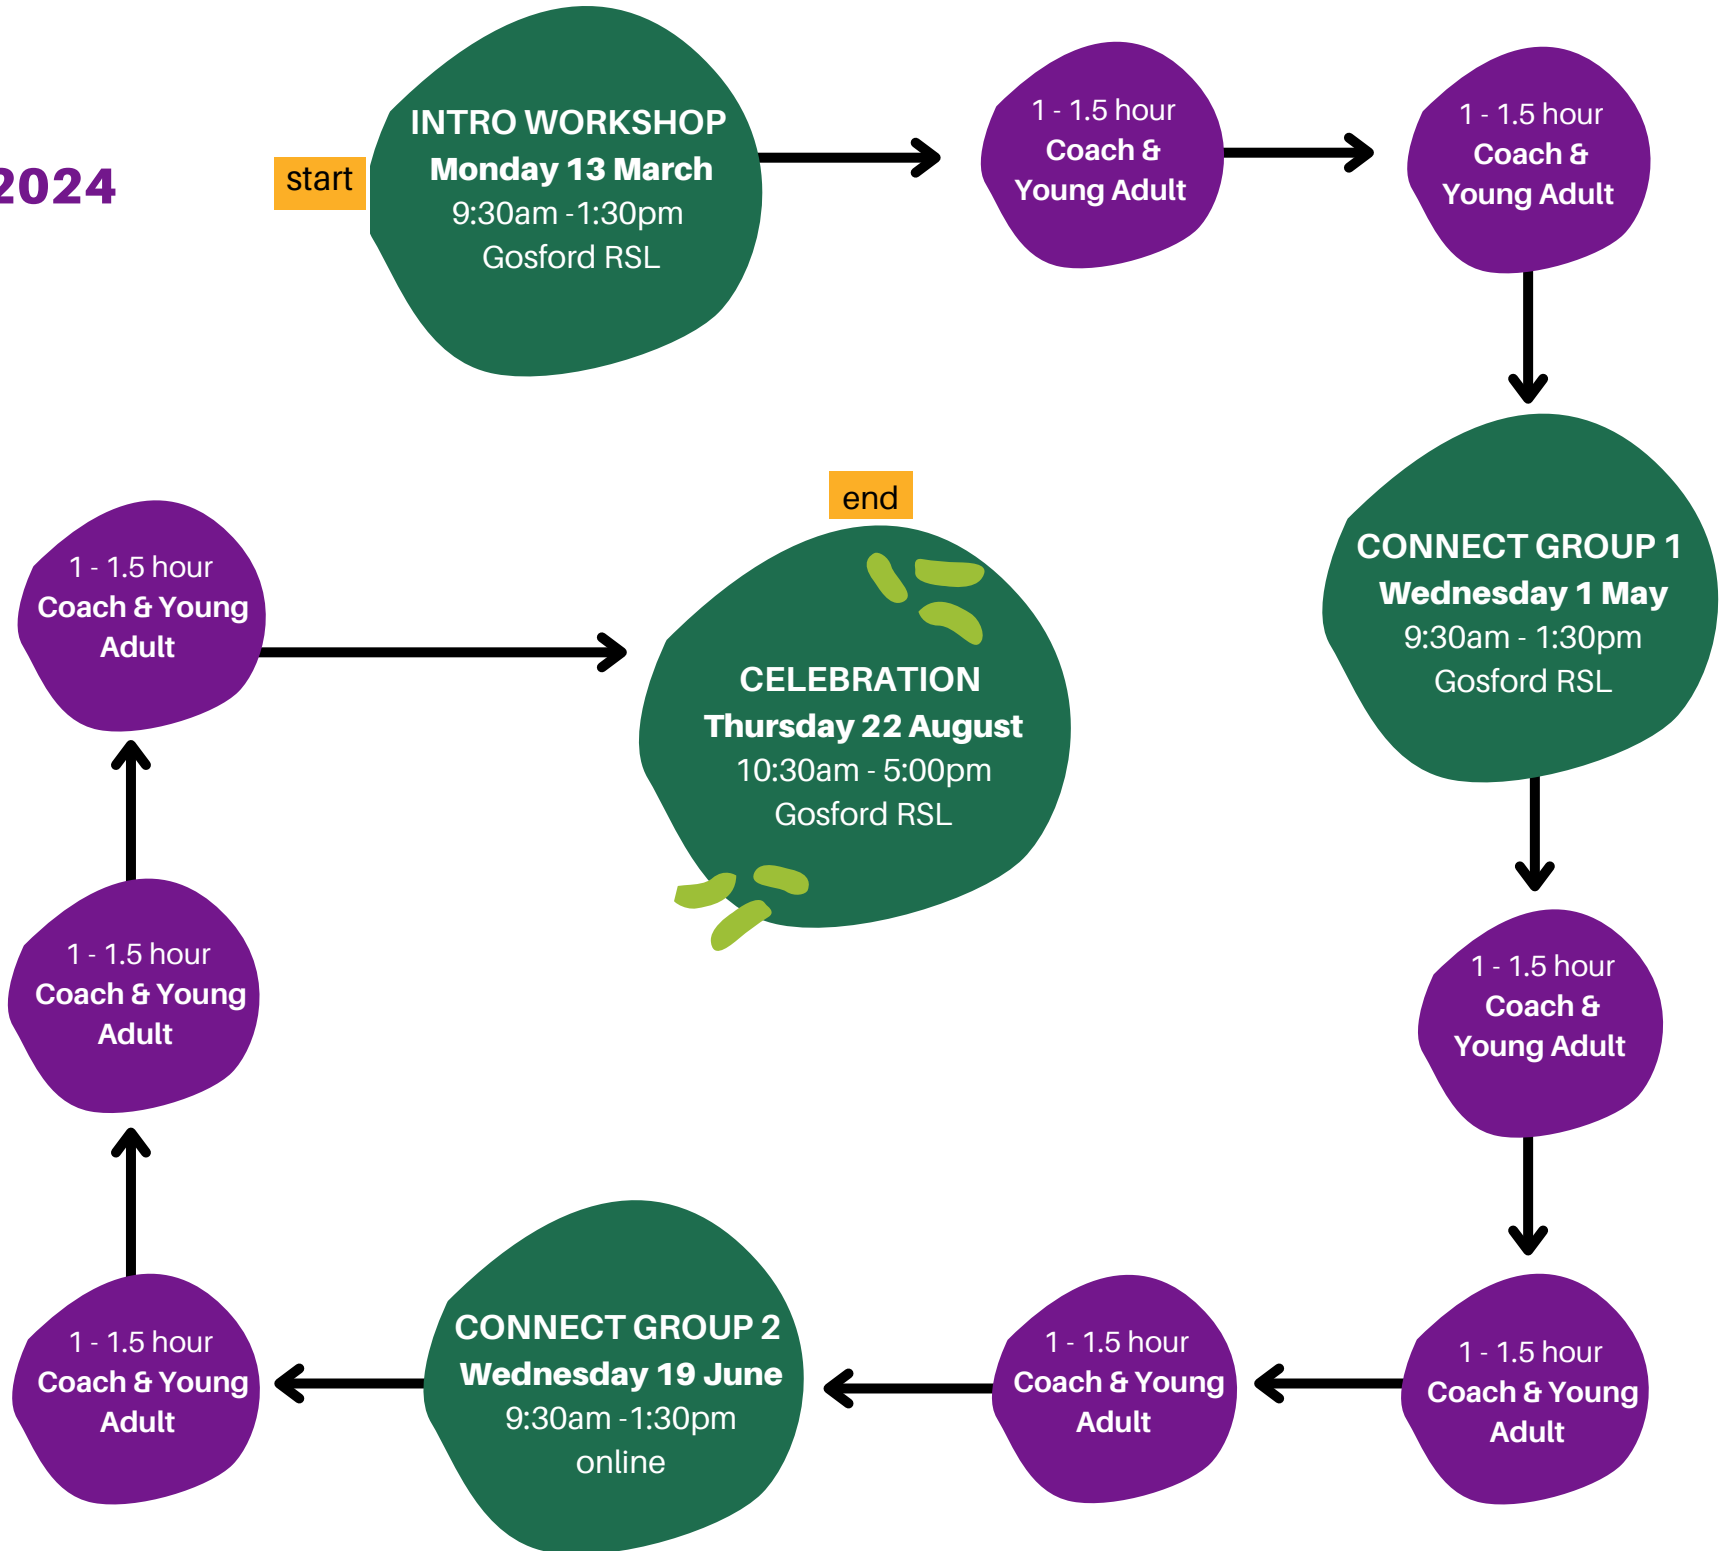 2024
start
INTRO WORKSHOP
Monday 13 March
9:30am -1:30pm
Gosford RSL
1 - 1.5 hour
Coach &
Young Adult
1 - 1.5 hour
Coach &
Young Adult
CONNECT GROUP 1
Wednesday 1 May
9:30am - 1:30pm
Gosford RSL
1 - 1.5 hour
Coach &
Young Adult
1 - 1.5 hour
Coach & Young
Adult
1 - 1.5 hour
Coach & Young
Adult
CONNECT GROUP 2
Wednesday 19 June
9:30am -1:30pm
online
1 - 1.5 hour
Coach & Young
Adult
1 - 1.5 hour
Coach & Young
Adult
1 - 1.5 hour
Coach & Young
Adult
end
CELEBRATION
Thursday 22 August
10:30am - 5:00pm
Gosford RSL